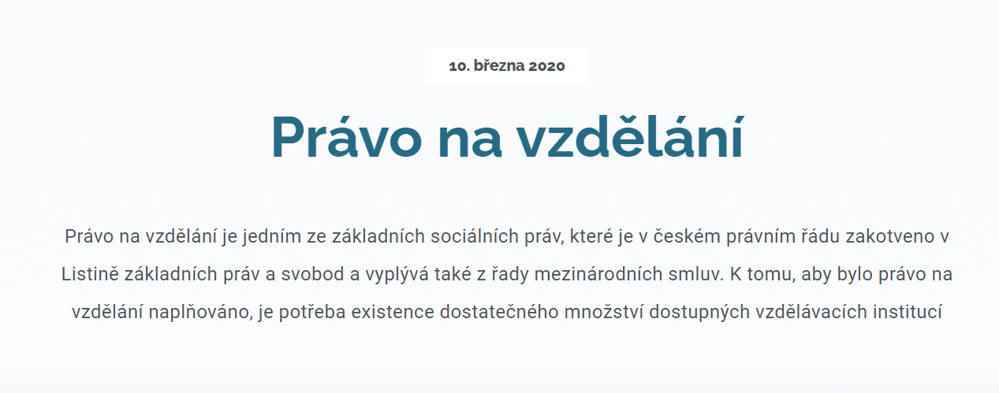 10. března 2020
Právo na vzdělání
Právo na vzdělání je jedním ze základních sociálních práv, které je v českém právním řádu zakotveno v
Listině základních práv a svobod a vyplývá také z řady mezinárodních smluv. K tomu, aby bylo právo na
vzdělání naplňováno, je potřeba existence dostatečného množství dostupných vzdělávacích institucí